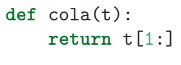 def cola(t):
    return t[1:]